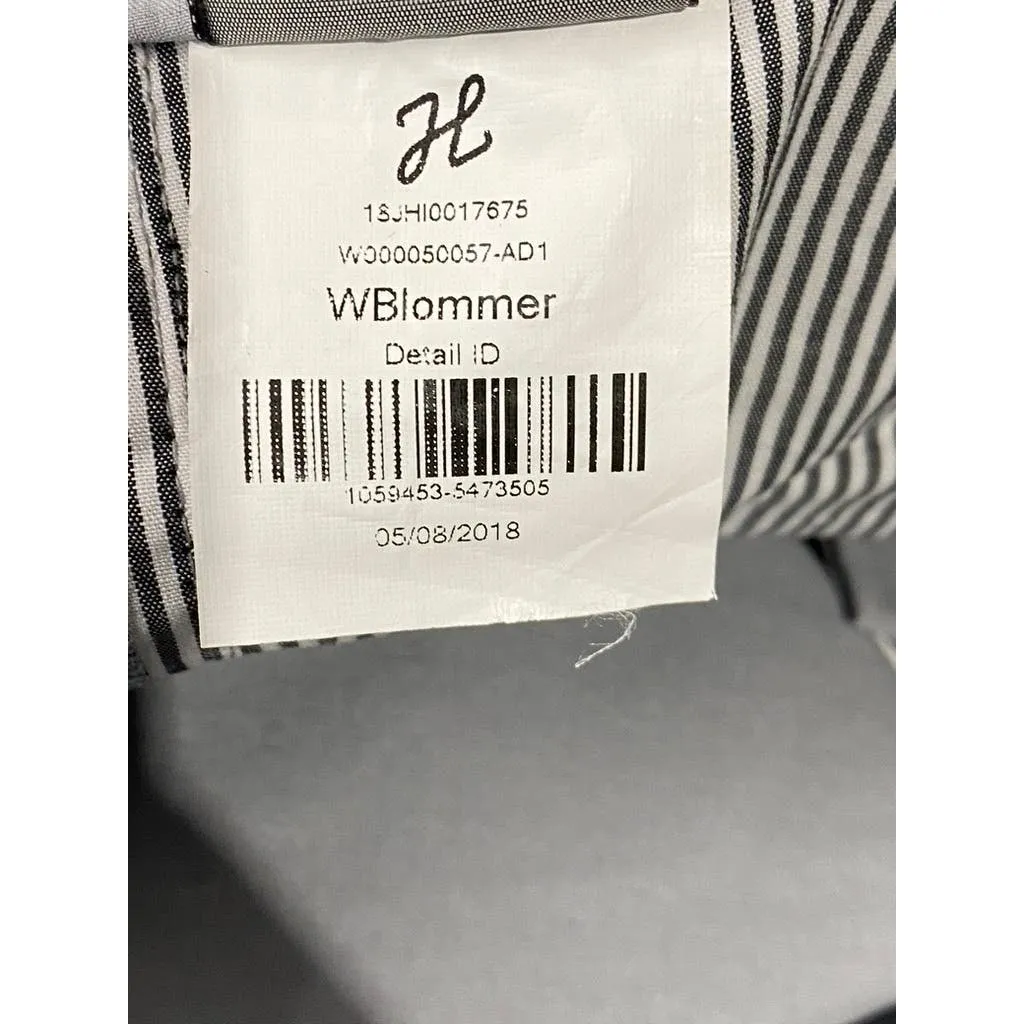 H
18JHI0017675
W000050057-AD1
WBlommer
Detail ID
1059453-5473505
05/08/2018